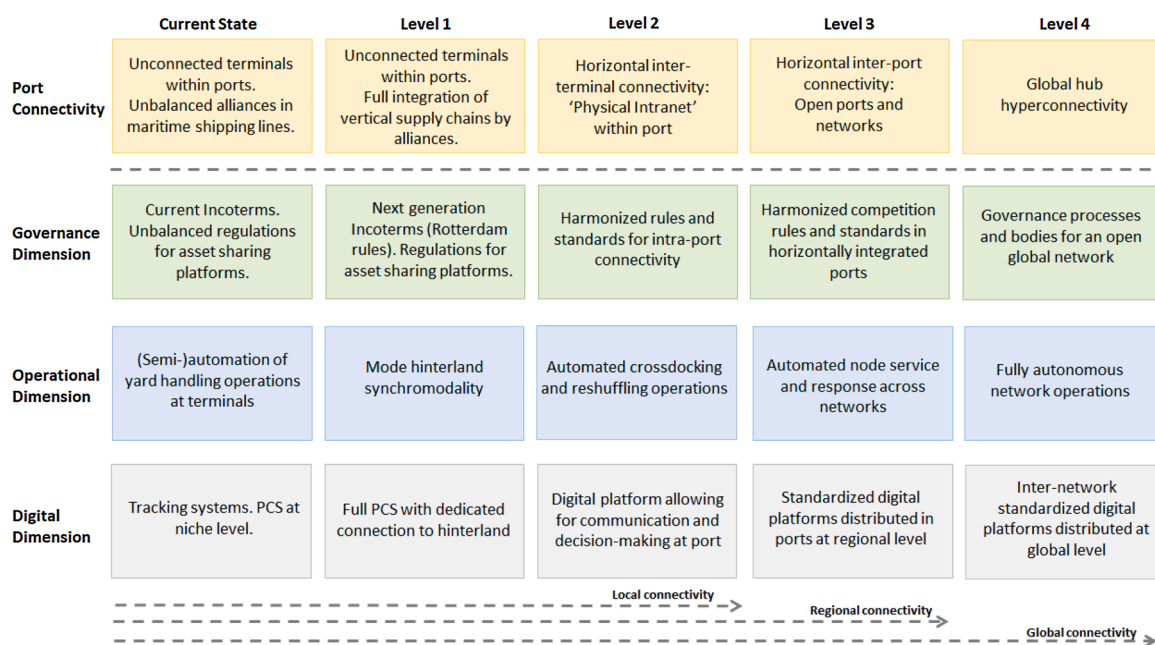 Current State
Level 1
Level 2
Level 3
Level 4
Port
Connectivity
Unconnected terminals
within ports.
Unbalanced alliances in
maritime shipping lines.
Unconnected terminals
within ports.
Full integration of
vertical supply chains by
alliances.
Horizontal inter-
terminal connectivity:
‘Physical Intranet’
within port
Horizontal inter-port
connectivity:
Open ports and
networks
Global hub
hyperconnectivity
Governance
Dimension
Current Incoterms.
Unbalanced regulations
for asset sharing
platforms.
Next generation
Incoterms (Rotterdam
rules). Regulations for
asset sharing platforms.
Harmonized rules and
standards for intra-port
connectivity
Harmonized competition
rules and standards in
horizontally integrated
ports
Governance processes
and bodies for an open
global network
Operational
Dimension
(Semi-)automation of
yard handling operations
at terminals
Mode hinterland
synchromodality
Automated crossdocking
and reshuffling operations
Automated node service
and response across
networks
Fully autonomous
network operations
Digital
Dimension
Tracking systems. PCS at
niche level.
Full PCS with dedicated
connection to hinterland
Digital platform allowing
for communication and
decision-making at port
Standardized digital
platforms distributed in
ports at regional level
Inter-network
standardized digital
platforms distributed at
global level
Local connectivity
Regional connectivity
Global connectivity